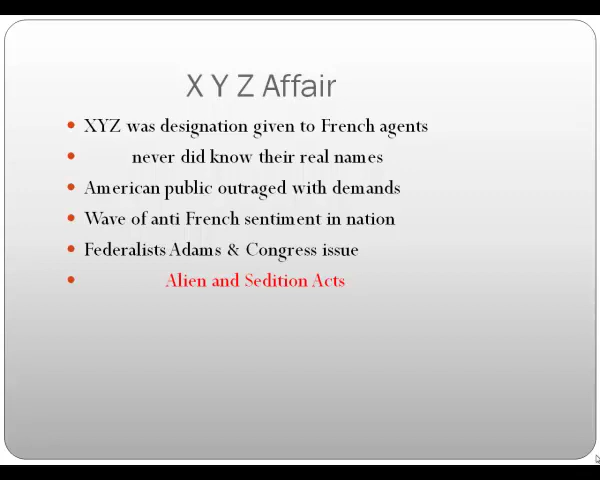 X Y Z Affair
XYZ was designation given to French agents
never did know their real names
American public outraged with demands
Wave of anti French sentiment in nation
Federalists Adams & Congress issue
Alien and Sedition Acts